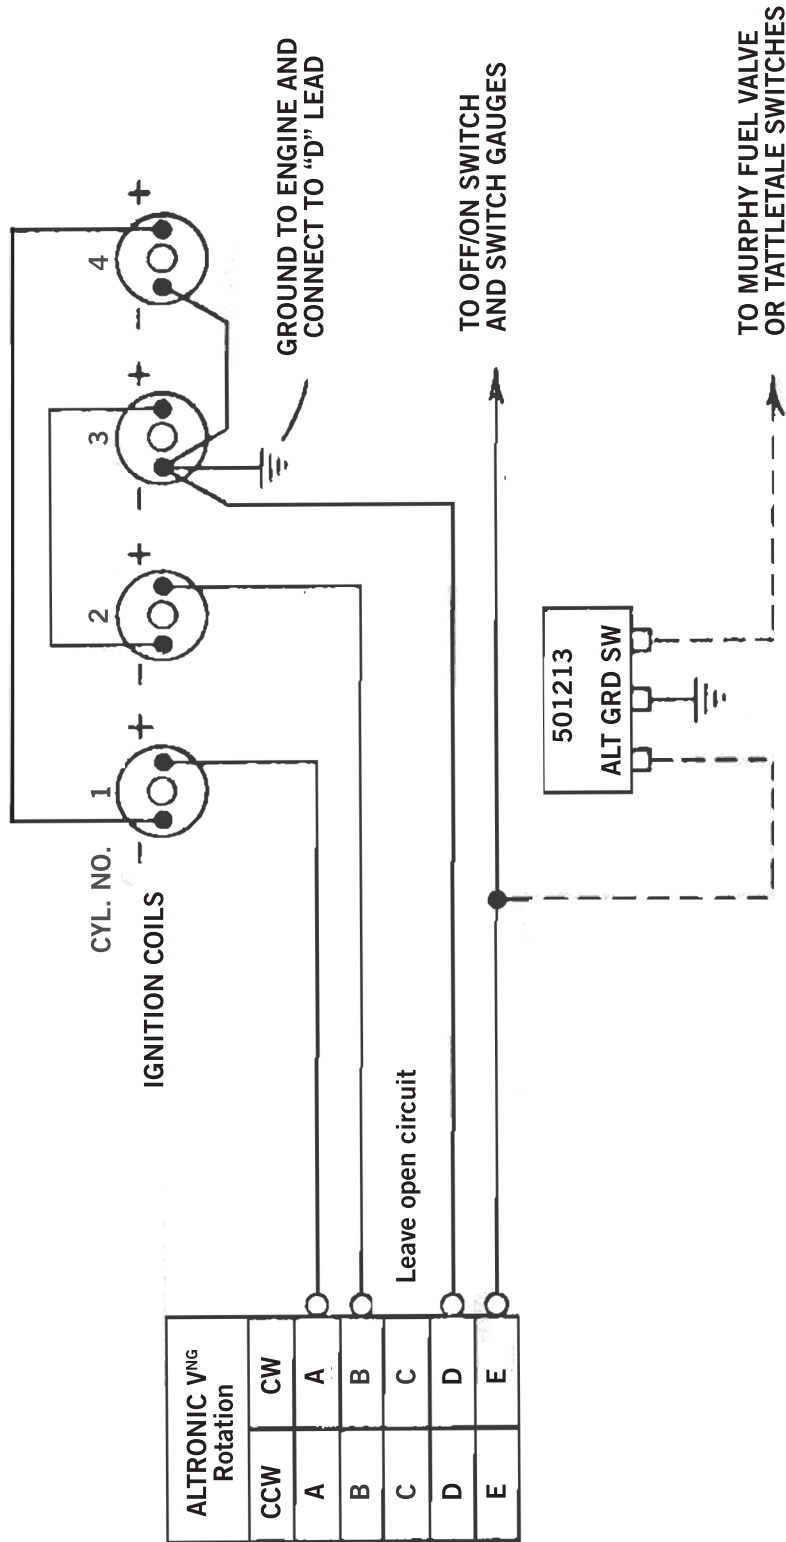 CYL. NO.
1
2
3
4
IGNITION COILS
- +
- +
- +
- +
GROUND TO ENGINE AND
CONNECT TO “D” LEAD
TO OFF/ON SWITCH
AND SWITCH GAUGES
TO MURPHY FUEL VALVE
OR TATTLETALE SWITCHES
501213
ALT GRD SW
Leave open circuit
ALTRONIC VNG
Rotation
CCW CW
A A
B B
C C
D D
E E